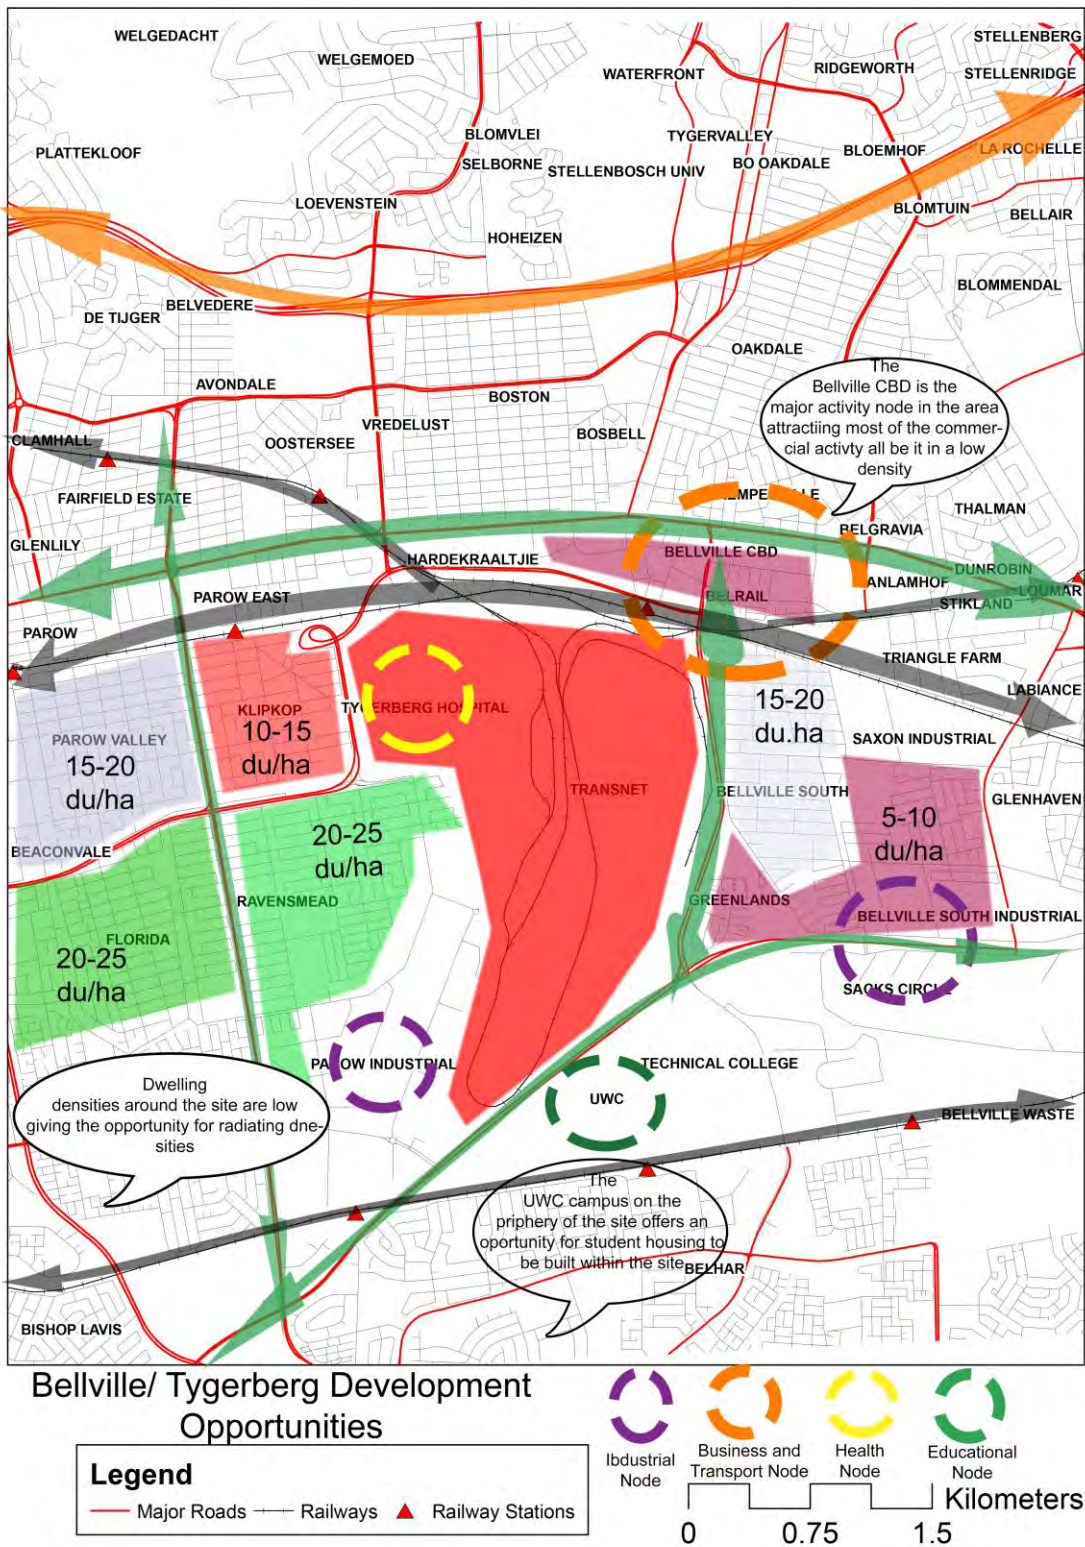 WELGEDACHT
STELLENBERG
WELGEMOED
RIDGEWORTH
WATERFRONT
STELLENRIDGE
BLOMVLEI
TYGERVALLEY
PLATTEKLOOF
SELBORNE
BO OAKDALE
BLOEMHOF
LA ROCHELLE
STELLENBOSCH UNIV
LOEVENSTEIN
BLOMTUIN
BELLAIR
HOHEIZEN
BLOMMENDAL
BELVEDERE
DE TIJGER
OAKDALE
The
Bellville CBD is the
major activity node in the area
attractiing most of the commer-
cial activty all be it in a low
density
AVONDALE
BOSTON
VREDELUST
BOSBELL
CLAMHALL
OOSTERSEE
FAIRFIELD ESTATE
THALMAN
BELGRAVIA
GLENLILY
HARDEKRAALTJIE
BELLVILLE CBD
DUNROBIN
ANLAMHOF
LOUMAR
PAROW EAST
BELRAIL
STIKLAND
PAROW
TRIANGLE FARM
LABIANCE
KLIPKOP
10-15
du/ha
TYGERBERG HOSPITAL
15-20
du.ha
SAXON INDUSTRIAL
PAROW VALLEY
15-20
du/ha
TRANSNET
BELLVILLE SOUTH
GLENHAVEN
5-10
du/ha
20-25
du/ha
BEACONVALE
RAVENSMEAD
GREENLANDS
BELLVILLE SOUTH INDUSTRIAL
FLORIDA
20-25
du/ha
SACKS CIRCLE
PAROW INDUSTRIAL
TECHNICAL COLLEGE
UWC
BELLVILLE WASTE
Dwelling
densities around the site are low
giving the opportunity for radiating dne-
sities
The
UWC campus on the
priphery of the site offers an
oportunity for student housing to
be built within the site
BELHAR
BISHOP LAVIS
Bellville/ Tygerberg Development
Opportunities
Legend
Major Roads
Railways
Railway Stations
Ibdustrial
Node
Business and
Transport Node
Health
Node
Educational
Node
Kilometers
0 0.75 1.5